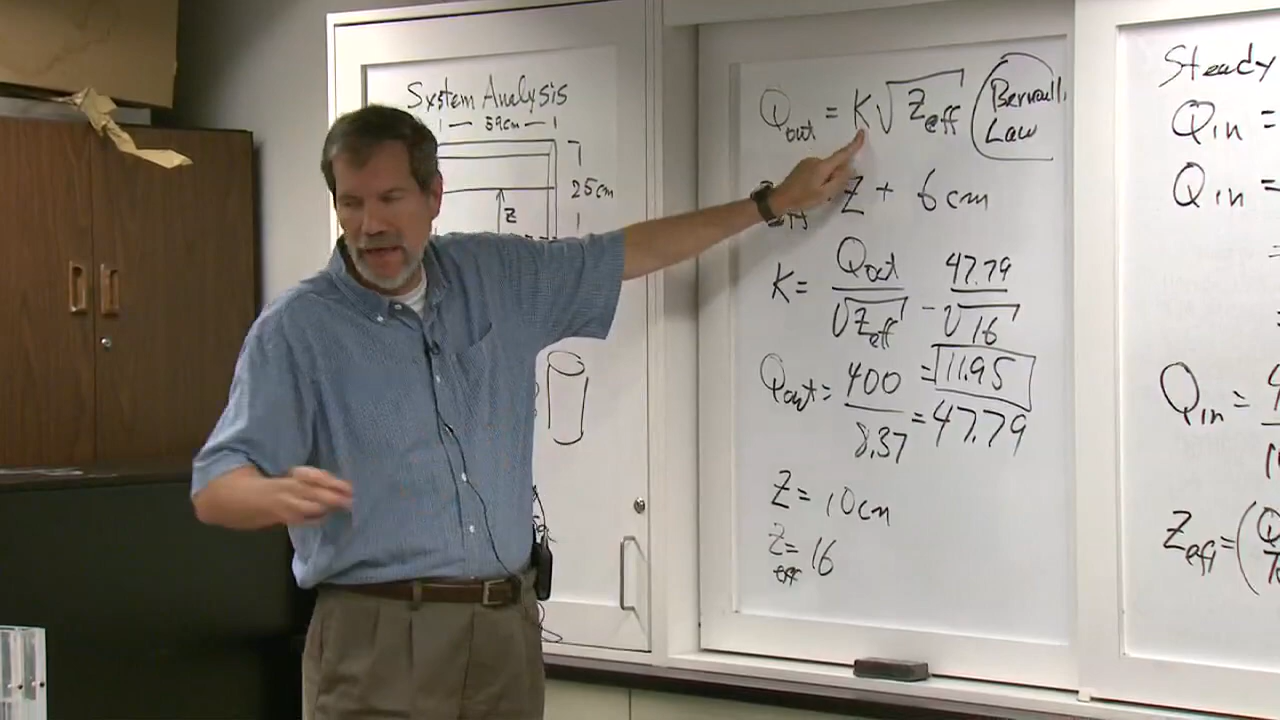 System Analysis
59cm
25cm
Z
Qout = K√Zeff
Bernoulli
Law
Z + 6cm
K = Qout / √Zeff = 47.79 / √16
= 11.95
Qout = 400 / 8.37 = 47.79
Z = 10cm
Zeff = 16
Steady
Qin =
Qin =
Qin =
Zeff = (Q